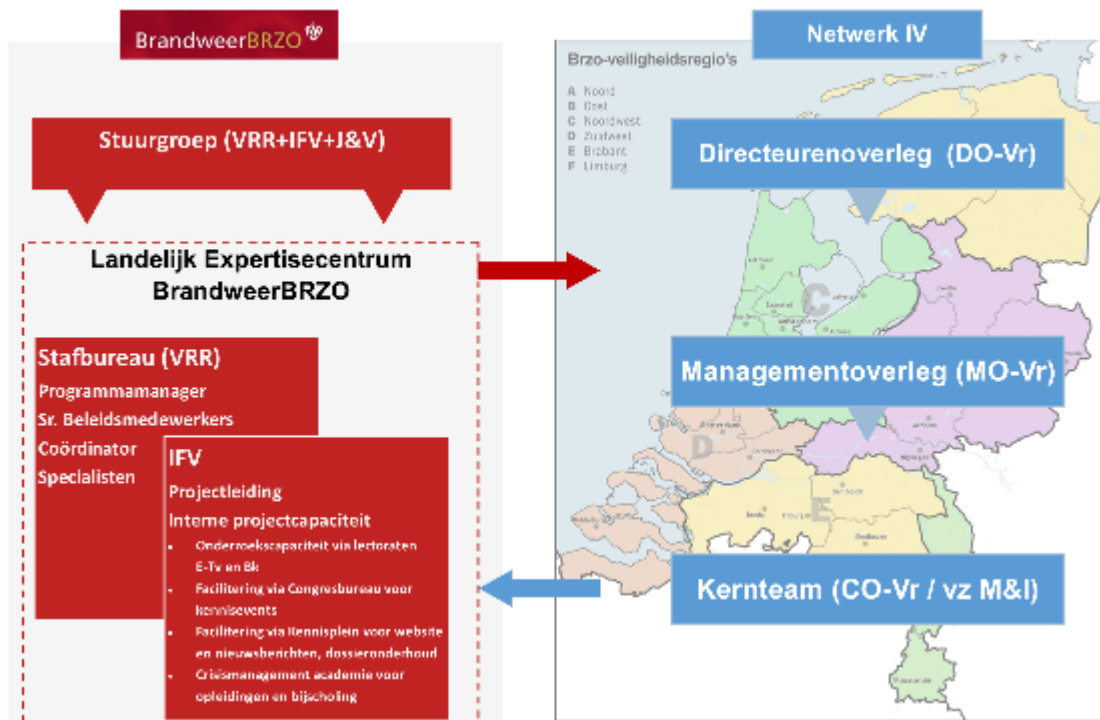 BrandweerBRZO
Stuurgroep (VRR+IFV+J&V)
Landelijk Expertisecentrum
BrandweerBRZO
Stafbureau (VRR)
Programmamanager
Sr. Beleidsmedewerkers
Coördinator
Specialisten
IFV
Projectleiding
Interne projectcapaciteit
• Onderoekscapaciteit via lectoraten
E-Tv en Bk
• Facilitering via Congresbureau voor
kennisevents
• Facilitering via Kennisplein voor website
en nieuwsberichten, dossieronderhoud
• Crisismanagement academie voor
opleidingen en bijscholing
Netwerk IV
Brzo-veiligheidsregio's
A Noord
B Oost
C Noordwest
D Zuidwest
E Brabant
F Limburg
Directeurenoverleg (DO-Vr)
C
Managementoverleg (MO-Vr)
D
E
Kernteam (CO-Vr / vz M&I)